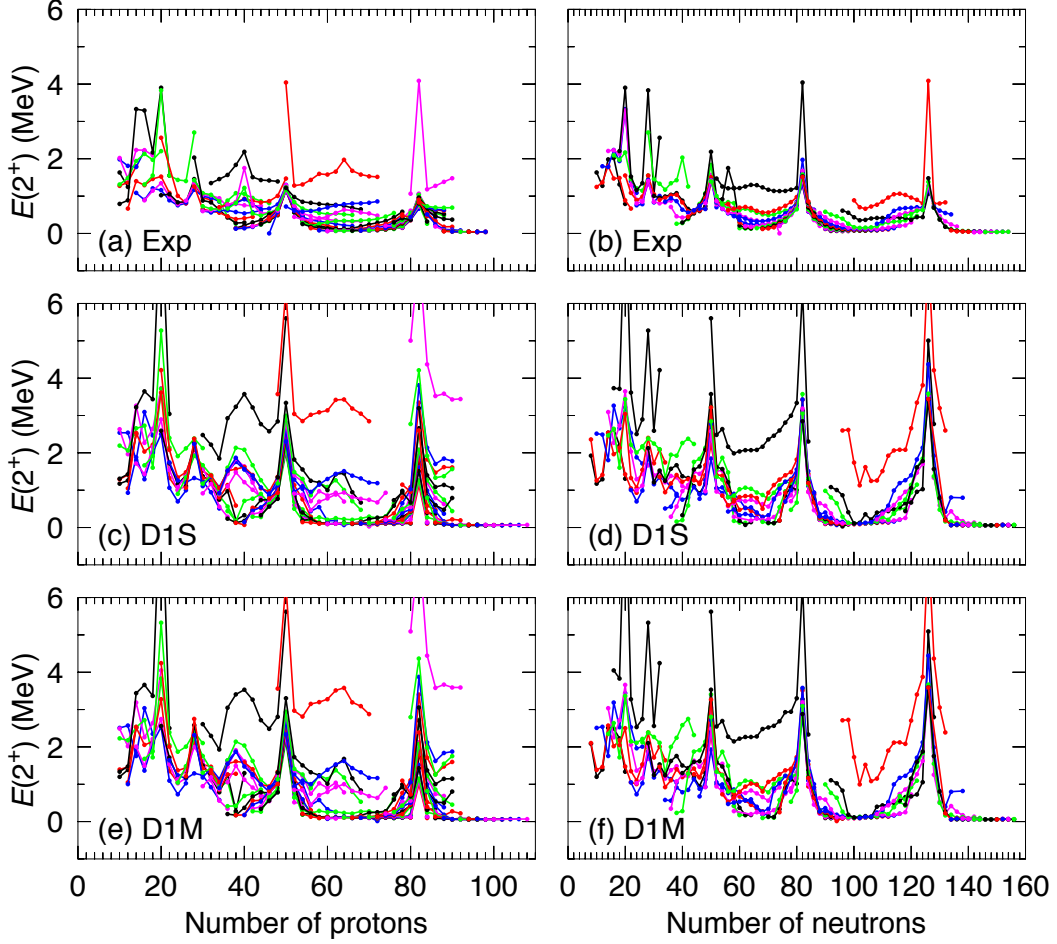 6
4
2
0
E(2⁺) (MeV)
(a) Exp
(b) Exp
6
4
2
0
E(2⁺) (MeV)
(c) D1S
(d) D1S
6
4
2
0
E(2⁺) (MeV)
(e) D1M
(f) D1M
0 20 40 60 80 100
0 20 40 60 80 100 120 140 160
Number of protons
Number of neutrons